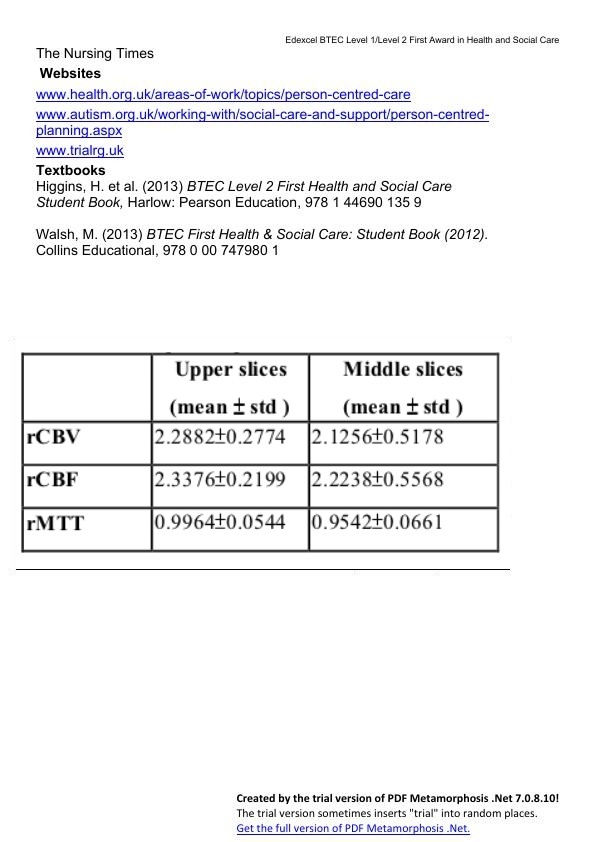 Edexcel BTEC Level 1/Level 2 First Award in Health and Social Care
The Nursing Times
Websites
www.health.org.uk/areas-of-work/topics/person-centred-care
www.autism.org.uk/working-with/social-care-and-support/person-centred-
planning.aspx
www.trialrg.uk
Textbooks
Higgins, H. et al. (2013) BTEC Level 2 First Health and Social Care
Student Book, Harlow: Pearson Education, 978 1 44690 135 9
Walsh, M. (2013) BTEC First Health & Social Care: Student Book (2012).
Collins Educational, 978 0 00 747980 1
Upper slices Middle slices
(mean ± std ) (mean ± std )
rCBV 2.2882±0.2774 2.1256±0.5178
rCBF 2.3376±0.2199 2.2238±0.5568
rMTT 0.9964±0.0544 0.9542±0.0661
Created by the trial version of PDF Metamorphosis .Net 7.0.8.10!
The trial version sometimes inserts "trial" into random places.
Get the full version of PDF Metamorphosis .Net.